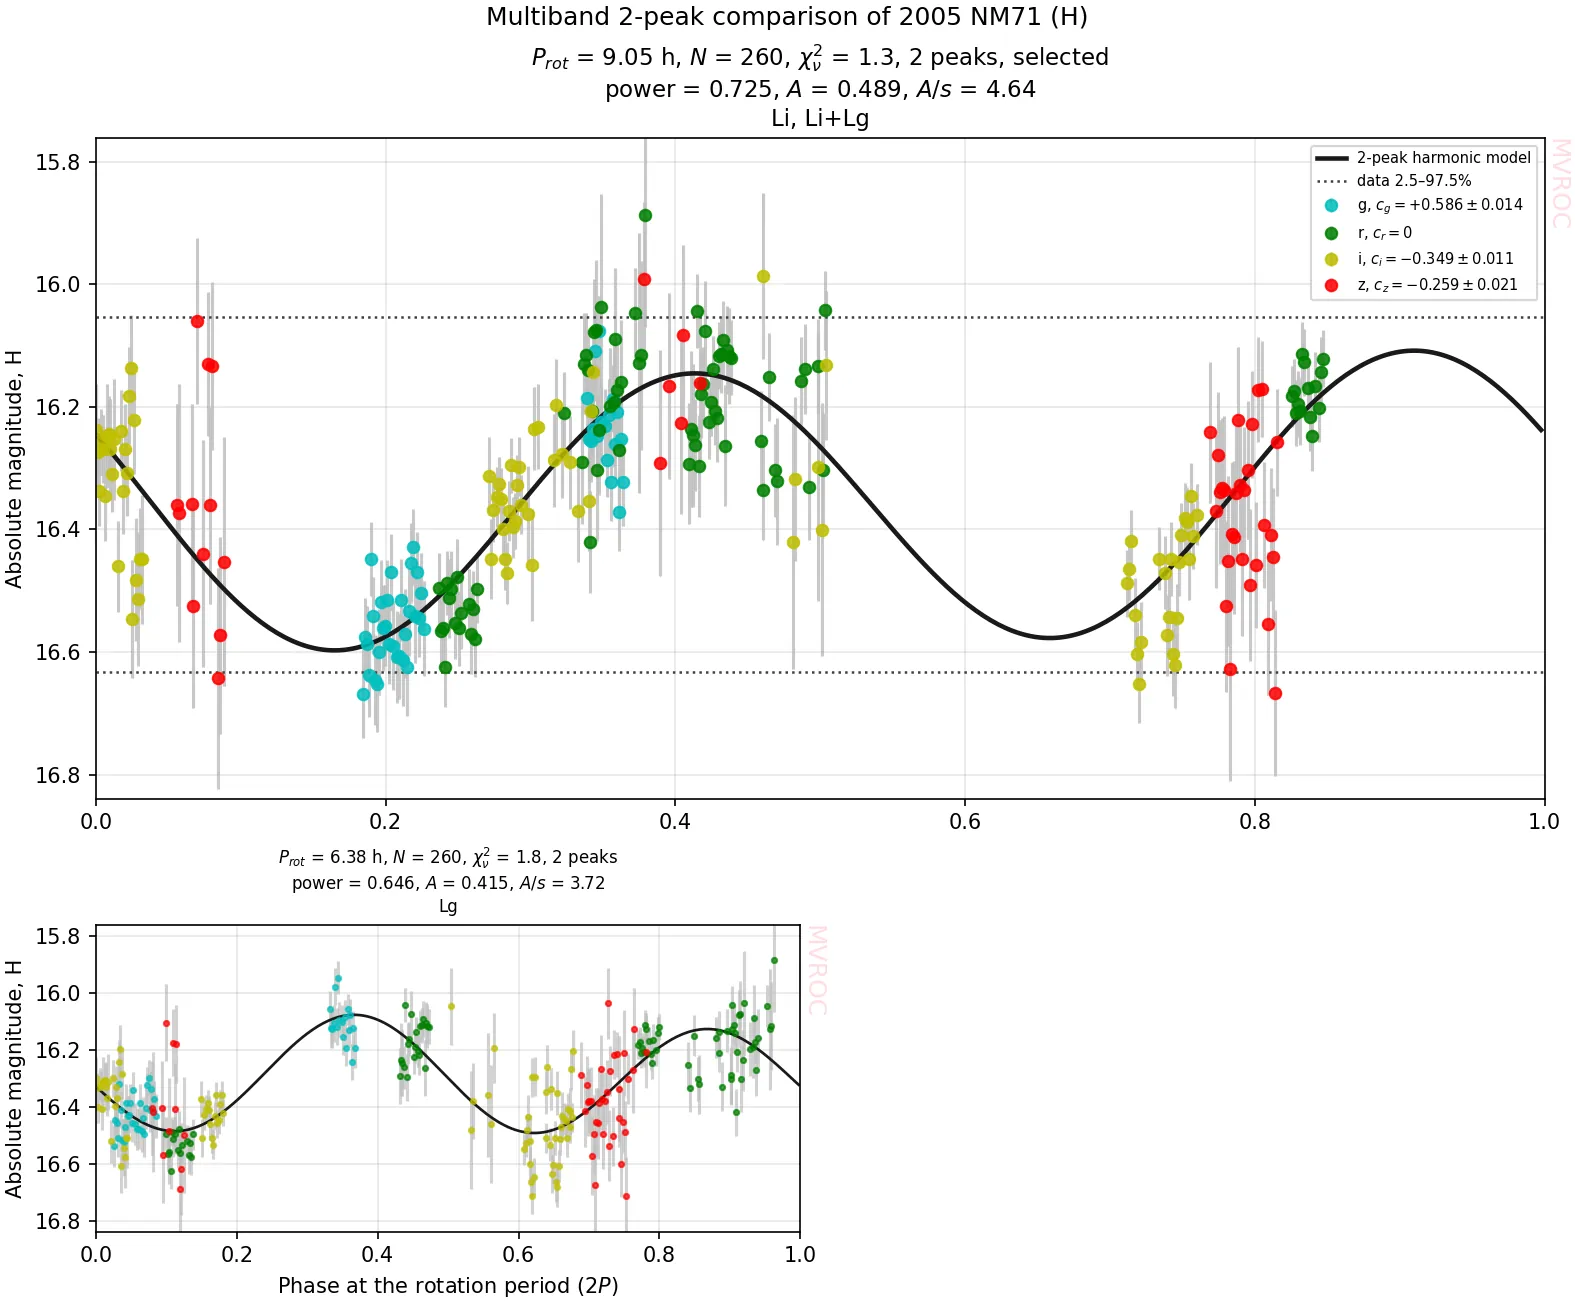 Multiband 2-peak comparison of 2005 NM71 (H)
P_rot = 9.05 h, N = 260, χ²_ν = 1.3, 2 peaks, selected
power = 0.725, A = 0.489, A/s = 4.64
Li, Li+Lg
Absolute magnitude, H
15.8
16.0
16.2
16.4
16.6
16.8
0.0 0.2 0.4 0.6 0.8 1.0
2-peak harmonic model
data 2.5–97.5%
g, c_g = +0.586 ± 0.014
r, c_r = 0
i, c_i = −0.349 ± 0.011
z, c_z = −0.259 ± 0.021
MVROC
P_rot = 6.38 h, N = 260, χ²_ν = 1.8, 2 peaks
power = 0.646, A = 0.415, A/s = 3.72
Lg
Absolute magnitude, H
15.8
16.0
16.2
16.4
16.6
16.8
0.0 0.2 0.4 0.6 0.8 1.0
Phase at the rotation period (2P)
MVROC